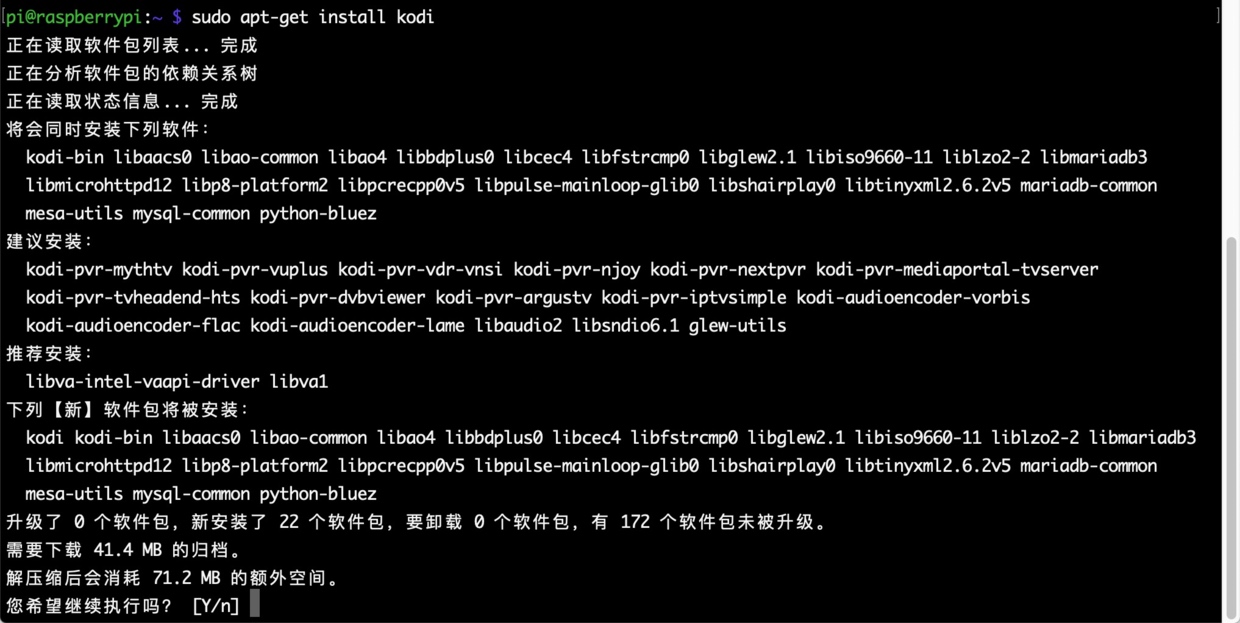 [pi@raspberrypi:~ $ sudo apt-get install kodi ]
正在读取软件包列表... 完成
正在分析软件包的依赖关系树
正在读取状态信息... 完成
将会同时安装下列软件:
kodi-bin libaacs0 libao-common libao4 libbdplus0 libcec4 libfstrcmp0 libglew2.1 libiso9660-11 liblzo2-2 libmariadb3
libmicrohttpd12 libp8-platform2 libpcrecpp0v5 libpulse-mainloop-glib0 libshairplay0 libtinyxml2.6.2v5 mariadb-common
mesa-utils mysql-common python-bluez
建议安装:
kodi-pvr-mythtv kodi-pvr-vuplus kodi-pvr-vdr-vnsi kodi-pvr-njoy kodi-pvr-nextpvr kodi-pvr-mediaportal-tvserver
kodi-pvr-tvheadend-hts kodi-pvr-dvbviewer kodi-pvr-argustv kodi-pvr-iptvsimple kodi-audioencoder-vorbis
kodi-audioencoder-flac kodi-audioencoder-lame libaudio2 libsndio6.1 glew-utils
推荐安装:
libva-intel-vaapi-driver libva1
下列【新】软件包将被安装:
kodi kodi-bin libaacs0 libao-common libao4 libbdplus0 libcec4 libfstrcmp0 libglew2.1 libiso9660-11 liblzo2-2 libmariadb3
libmicrohttpd12 libp8-platform2 libpcrecpp0v5 libpulse-mainloop-glib0 libshairplay0 libtinyxml2.6.2v5 mariadb-common
mesa-utils mysql-common python-bluez
升级了 0 个软件包，新安装了 22 个软件包，要卸载 0 个软件包，有 172 个软件包未被升级。
需要下载 41.4 MB 的归档。
解压缩后会消耗 71.2 MB 的额外空间。
您希望继续执行吗？ [Y/n]